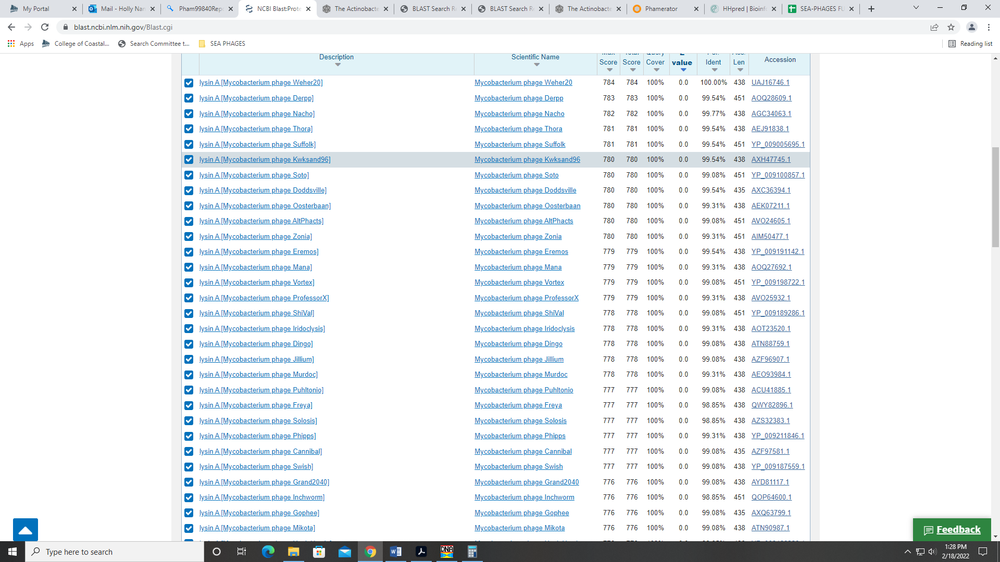 My Portal
Mail - Holly Nan
Pham99840Repo
NCBI Blast:Prote
The Actinobacte
BLAST Search Re
BLAST Search Re
The Actinobacte
Phamerator
HHpred | Bioinfo
SEA-PHAGES FU
blast.ncbi.nlm.nih.gov/Blast.cgi
Apps College of Coastal... Search Committee t... SEA PHAGES Reading list
Description Scientific Name Score Score Cover value Ident Len Accession
lysin A [Mycobacterium phage Weher20] Mycobacterium phage Weher20 784 784 100% 0.0 100.00% 438 UAJ16746.1
lysin A [Mycobacterium phage Derpp] Mycobacterium phage Derpp 783 783 100% 0.0 99.54% 451 AOQ28609.1
lysin A [Mycobacterium phage Nacho] Mycobacterium phage Nacho 782 782 100% 0.0 99.77% 438 AGC34063.1
lysin A [Mycobacterium phage Thora] Mycobacterium phage Thora 781 781 100% 0.0 99.54% 438 AEJ91838.1
lysin A [Mycobacterium phage Suffolk] Mycobacterium phage Suffolk 781 781 100% 0.0 99.54% 451 YP_009005695.1
lysin A [Mycobacterium phage Kwksand96] Mycobacterium phage Kwksand96 780 780 100% 0.0 99.54% 438 AXH47745.1
lysin A [Mycobacterium phage Soto] Mycobacterium phage Soto 780 780 100% 0.0 99.08% 451 YP_009100857.1
lysin A [Mycobacterium phage Doddsville] Mycobacterium phage Doddsville 780 780 100% 0.0 99.54% 435 AXC36394.1
lysin A [Mycobacterium phage Oosterbaan] Mycobacterium phage Oosterbaan 780 780 100% 0.0 99.31% 438 AEK07211.1
lysin A [Mycobacterium phage AltPhacts] Mycobacterium phage AltPhacts 780 780 100% 0.0 99.08% 451 AVO24605.1
lysin A [Mycobacterium phage Zonia] Mycobacterium phage Zonia 780 780 100% 0.0 99.31% 451 AIM50477.1
lysin A [Mycobacterium phage Eremos] Mycobacterium phage Eremos 779 779 100% 0.0 99.54% 438 YP_009191142.1
lysin A [Mycobacterium phage Mana] Mycobacterium phage Mana 779 779 100% 0.0 99.31% 438 AOQ27692.1
lysin A [Mycobacterium phage Vortex] Mycobacterium phage Vortex 779 779 100% 0.0 99.08% 451 YP_009198722.1
lysin A [Mycobacterium phage ProfessorX] Mycobacterium phage ProfessorX 779 779 100% 0.0 99.31% 438 AVO25932.1
lysin A [Mycobacterium phage ShiVal] Mycobacterium phage ShiVal 778 778 100% 0.0 99.08% 451 YP_009189286.1
lysin A [Mycobacterium phage Iridoclysis] Mycobacterium phage Iridoclysis 778 778 100% 0.0 99.31% 438 AOT23520.1
lysin A [Mycobacterium phage Dingo] Mycobacterium phage Dingo 778 778 100% 0.0 99.08% 438 ATN88759.1
lysin A [Mycobacterium phage Jillium] Mycobacterium phage Jillium 778 778 100% 0.0 99.08% 438 AZF96907.1
lysin A [Mycobacterium phage Murdoc] Mycobacterium phage Murdoc 778 778 100% 0.0 99.31% 438 AEO93984.1
lysin A [Mycobacterium phage Puhltonio] Mycobacterium phage Puhltonio 777 777 100% 0.0 99.08% 438 ACU41885.1
lysin A [Mycobacterium phage Freya] Mycobacterium phage Freya 777 777 100% 0.0 98.85% 438 QWY82896.1
lysin A [Mycobacterium phage Solosis] Mycobacterium phage Solosis 777 777 100% 0.0 98.85% 438 AZS32383.1
lysin A [Mycobacterium phage Phipps] Mycobacterium phage Phipps 777 777 100% 0.0 99.31% 438 YP_009211846.1
lysin A [Mycobacterium phage Cannibal] Mycobacterium phage Cannibal 777 777 100% 0.0 99.08% 435 AZF97581.1
lysin A [Mycobacterium phage Swish] Mycobacterium phage Swish 777 777 100% 0.0 99.08% 438 YP_009187559.1
lysin A [Mycobacterium phage Grand2040] Mycobacterium phage Grand2040 776 776 100% 0.0 99.08% 438 AYD81117.1
lysin A [Mycobacterium phage Inchworm] Mycobacterium phage Inchworm 776 776 100% 0.0 98.85% 451 QOP64600.1
lysin A [Mycobacterium phage Gophee] Mycobacterium phage Gophee 776 776 100% 0.0 99.08% 435 AXQ63799.1
lysin A [Mycobacterium phage Mikota] Mycobacterium phage Mikota 776 776 100% 0.0 99.08% 438 ATN90987.1
Feedback
Type here to search
DNA
1:28 PM
2/18/2022